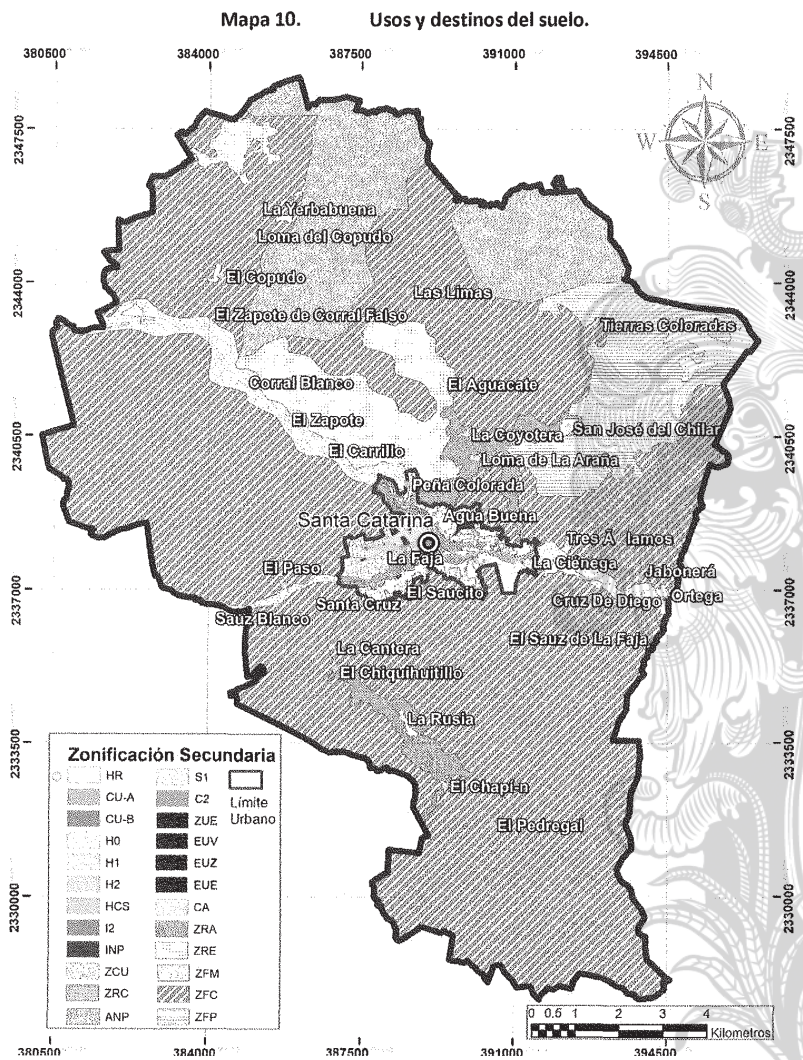 Mapa 10. Usos y destinos del suelo.
380500 384000 387500 391000 394500
N
W E
S
2347500 2347500
La Yerbabuena
Loma del Copudo
2344000 2344000
El Copudo
Las Limas
El Zapote de Corral Falso
Tierras Coloradas
Corral Blanco
El Aguacate
El Zapote
La Coyotera
San José del Chilar
2340500 2340500
El Carrillo
Loma de La Araña
Peña Colorada
Santa Catarina
Agua Buena
Tres Á lamos
La Faja
La Ciénega
El Paso
Jabonera
2337000 2337000
El Saucito
Santa Cruz
Cruz De Diego
Ortega
Sauz Blanco
El Sauz de La Faja
La Cantera
El Chiquihuitillo
La Rusia
2333500 2333500
El Chapí-n
El Pedregal
2330000 2330000
Zonificación Secundaria
HR S1
CU-A C2 Límite
CU-B ZUE Urbano
H0 EUV
H1 EUZ
H2 EUE
HCS CA
I2 ZRA
INP ZRE
ZCU ZFM
ZRC ZFC
ANP ZFP
0 0.5 1 2 3 4
Kilometros
380500 384000 387500 391000 394500